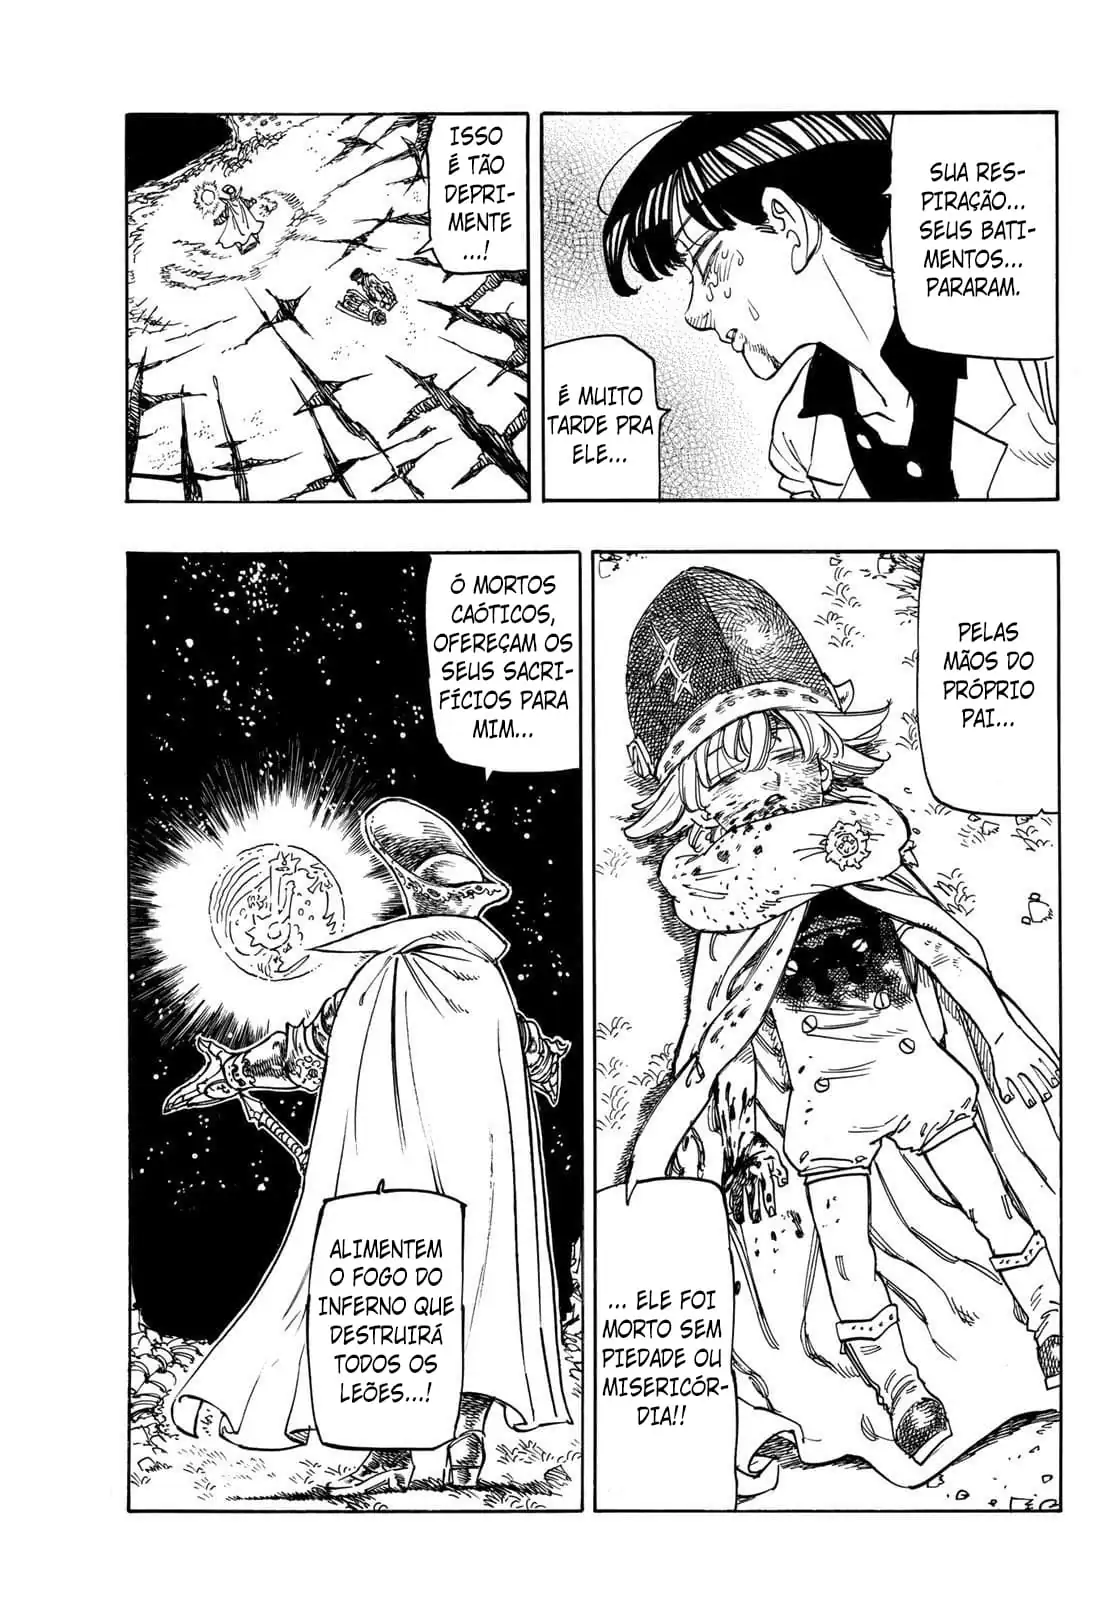 SUA RES-
PIRAÇÃO...
SEUS BATI-
MENTOS...
PARARAM.
É MUITO
TARDE PRA
ELE...
ISSO
É TÃO
DEPRI-
MENTE
...!
PELAS
MÃOS DO
PRÓPRIO
PAI...
... ELE FOI
MORTO SEM
PIEDADE OU
MISERICÓR-
DIA!!
Ó MORTOS
CAÓTICOS,
OFEREÇAM OS
SEUS SACRI-
FÍCIOS PARA
MIM...
ALIMENTEM
O FOGO DO
INFERNO QUE
DESTRUIRÁ
TODOS OS
LEÕES...!